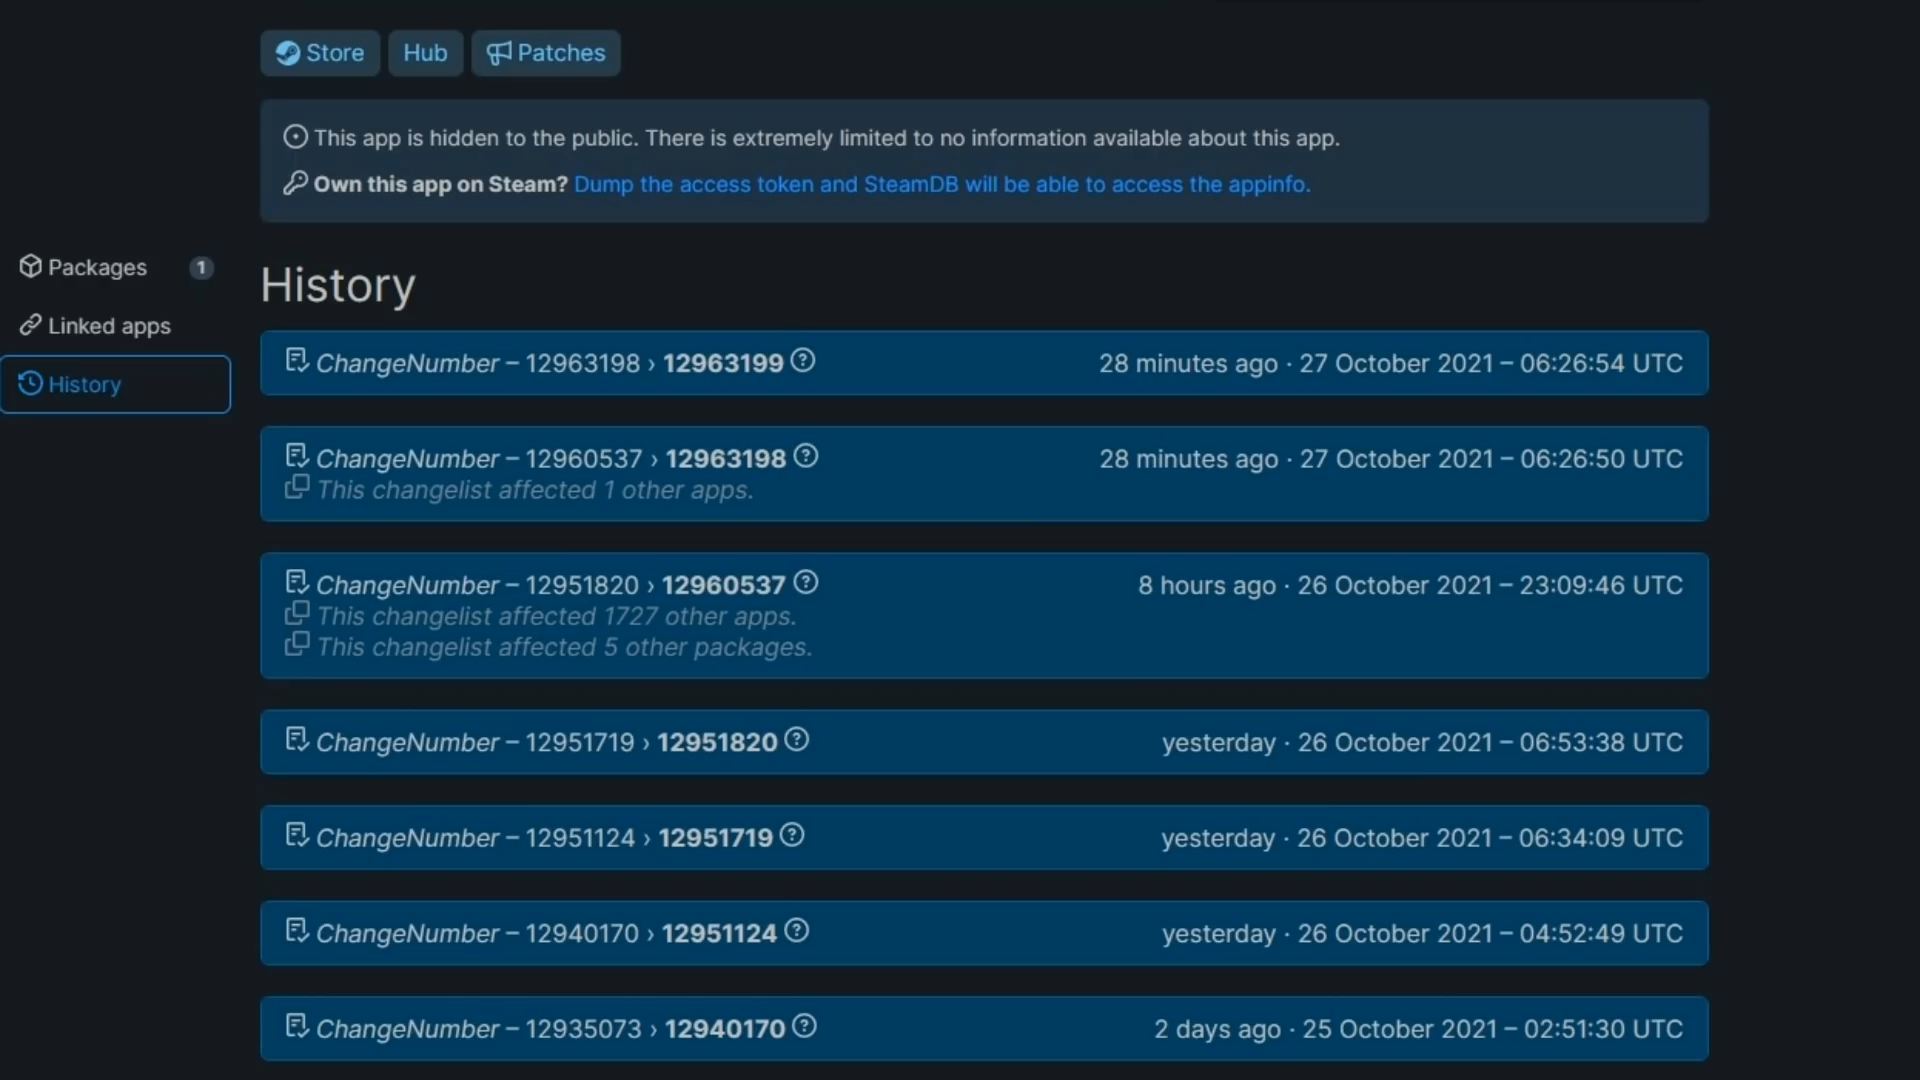 Store Hub Patches
This app is hidden to the public. There is extremely limited to no information available about this app.
Own this app on Steam? Dump the access token and SteamDB will be able to access the appinfo.
Packages 1
Linked apps
History
History
ChangeNumber – 12963198 › 12963199 28 minutes ago · 27 October 2021 – 06:26:54 UTC
ChangeNumber – 12960537 › 12963198 28 minutes ago · 27 October 2021 – 06:26:50 UTC
This changelist affected 1 other apps.
ChangeNumber – 12951820 › 12960537 8 hours ago · 26 October 2021 – 23:09:46 UTC
This changelist affected 1727 other apps.
This changelist affected 5 other packages.
ChangeNumber – 12951719 › 12951820 yesterday · 26 October 2021 – 06:53:38 UTC
ChangeNumber – 12951124 › 12951719 yesterday · 26 October 2021 – 06:34:09 UTC
ChangeNumber – 12940170 › 12951124 yesterday · 26 October 2021 – 04:52:49 UTC
ChangeNumber – 12935073 › 12940170 2 days ago · 25 October 2021 – 02:51:30 UTC